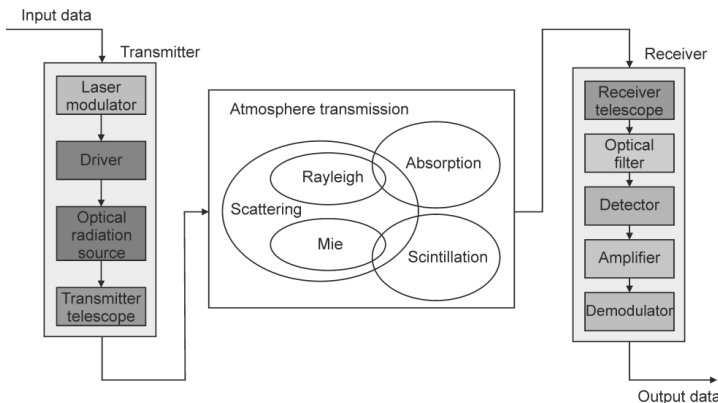 Input data
Transmitter
Laser
modulator
Driver
Optical
radiation
source
Transmitter
telescope
Atmosphere transmission
Absorption
Rayleigh
Scattering
Mie
Scintillation
Receiver
Receiver
telescope
Optical
filter
Detector
Amplifier
Demodulator
Output data